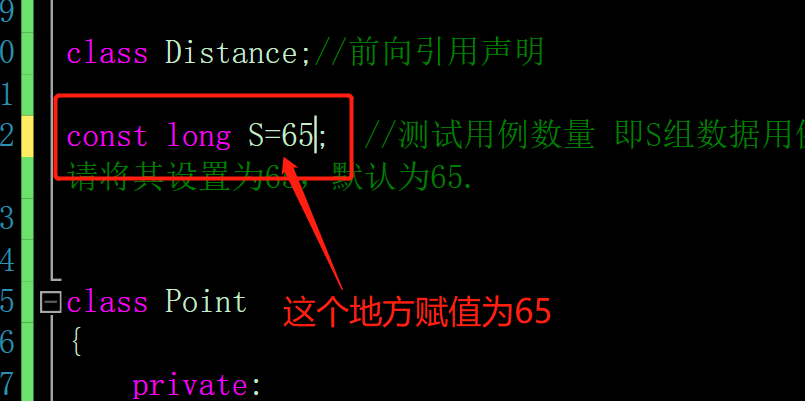 9
0 class Distance;//前向引用声明
1
2 const long S=65; //测试用例数量 即S组数据用
请将其设置为65, 默认为65.
3
4
5 class Point
这个地方赋值为65
6 {
7 private: